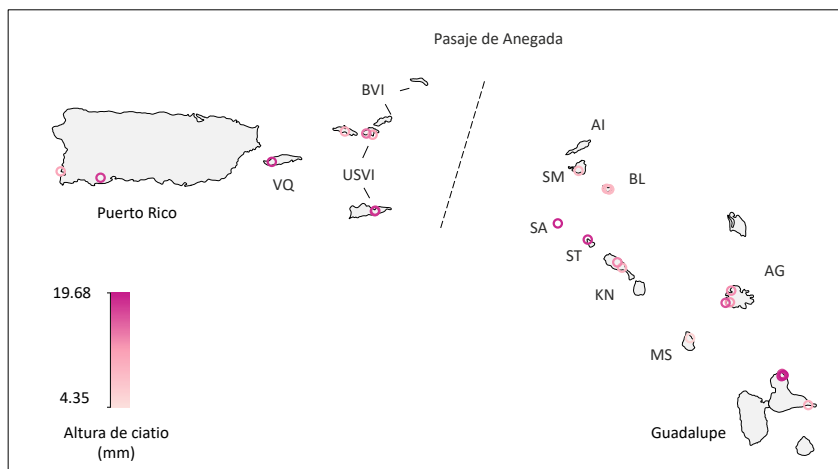 Pasaje de Anegada
BVI
AI
SM
BL
VQ
USVI
Puerto Rico
SA
ST
KN
AG
MS
19.68
4.35
Altura de ciatio
(mm)
Guadalupe